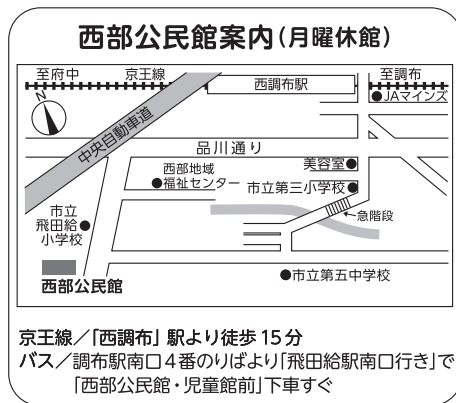 西部公民館案内(月曜休館)
至府中
京王線
西調布駅
至調布
JAマインズ
N
中央自動車道
品川通り
美容室
西部地域
福祉センター
市立第三小学校
急階段
市立
飛田給
小学校
西部公民館
市立第五中学校
京王線/「西調布」駅より徒歩15分
バス/調布駅南口4番のりばより「飛田給駅南口行き」で
「西部公民館・児童館前」下車すぐ